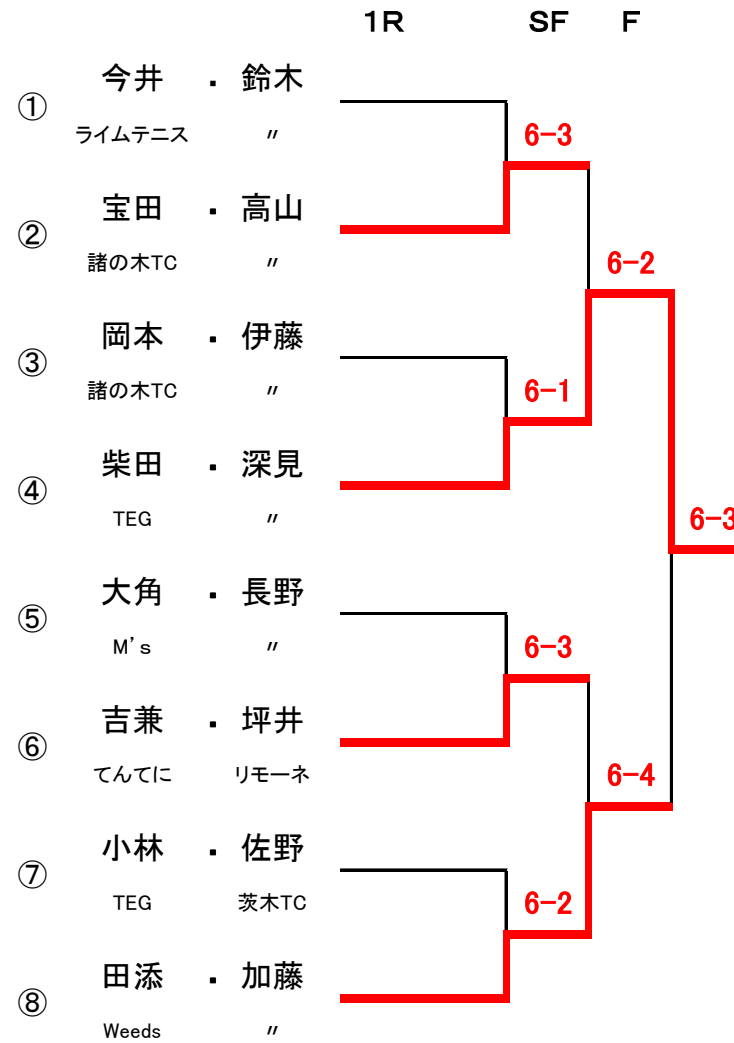 1R SF F
① 今井 ・ 鈴木
ライムテニス 〃
6-3
② 宝田 ・ 高山
諸の木TC 〃
6-2
③ 岡本 ・ 伊藤
諸の木TC 〃
6-1
④ 柴田 ・ 深見
TEG 〃
6-3
⑤ 大角 ・ 長野
M's 〃
6-3
⑥ 吉兼 ・ 坪井
てんてに リモーネ
6-4
⑦ 小林 ・ 佐野
TEG 茨木TC
6-2
⑧ 田添 ・ 加藤
Weeds 〃